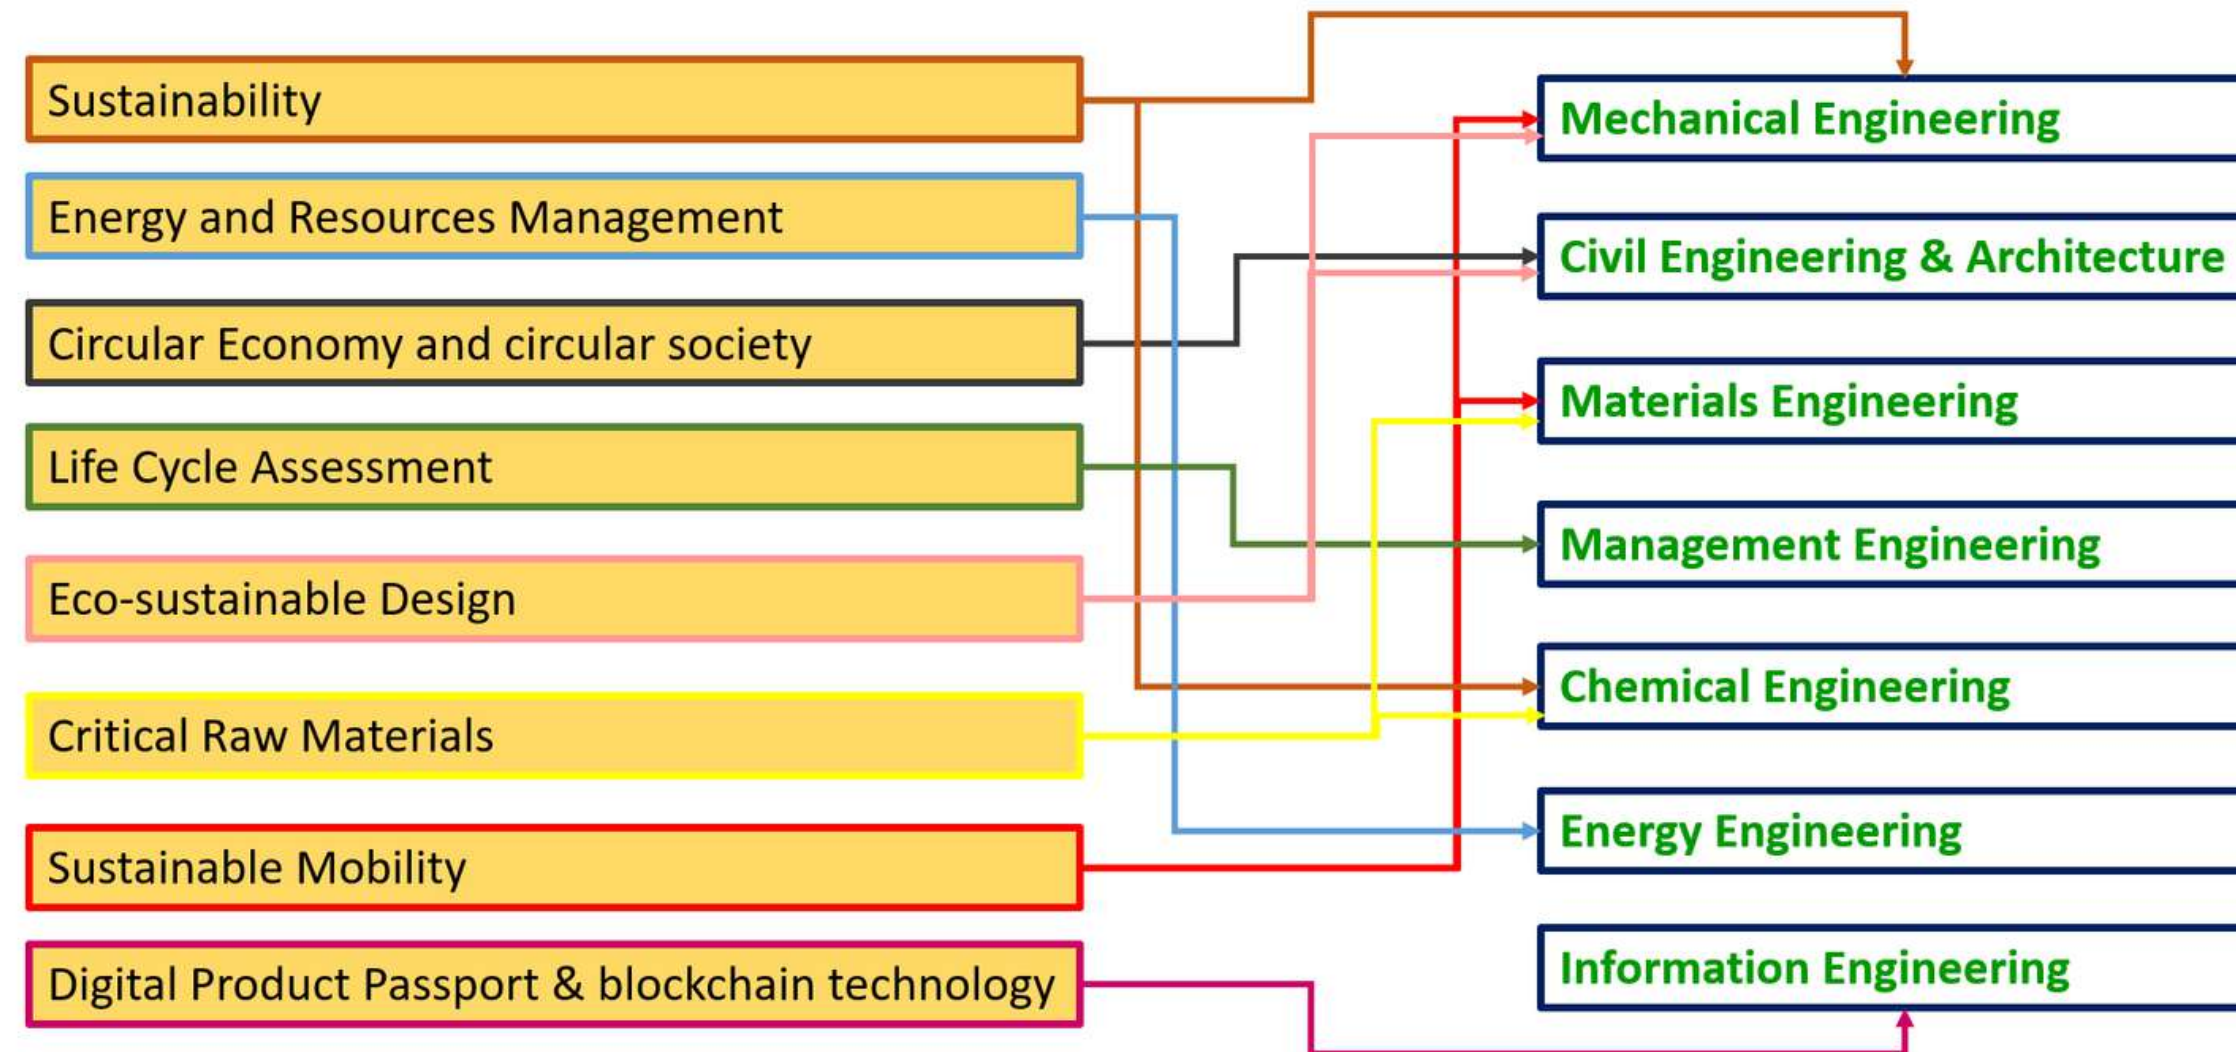 Sustainability
Energy and Resources Management
Circular Economy and circular society
Life Cycle Assessment
Eco-sustainable Design
Critical Raw Materials
Sustainable Mobility
Digital Product Passport & blockchain technology
Mechanical Engineering
Civil Engineering & Architecture
Materials Engineering
Management Engineering
Chemical Engineering
Energy Engineering
Information Engineering